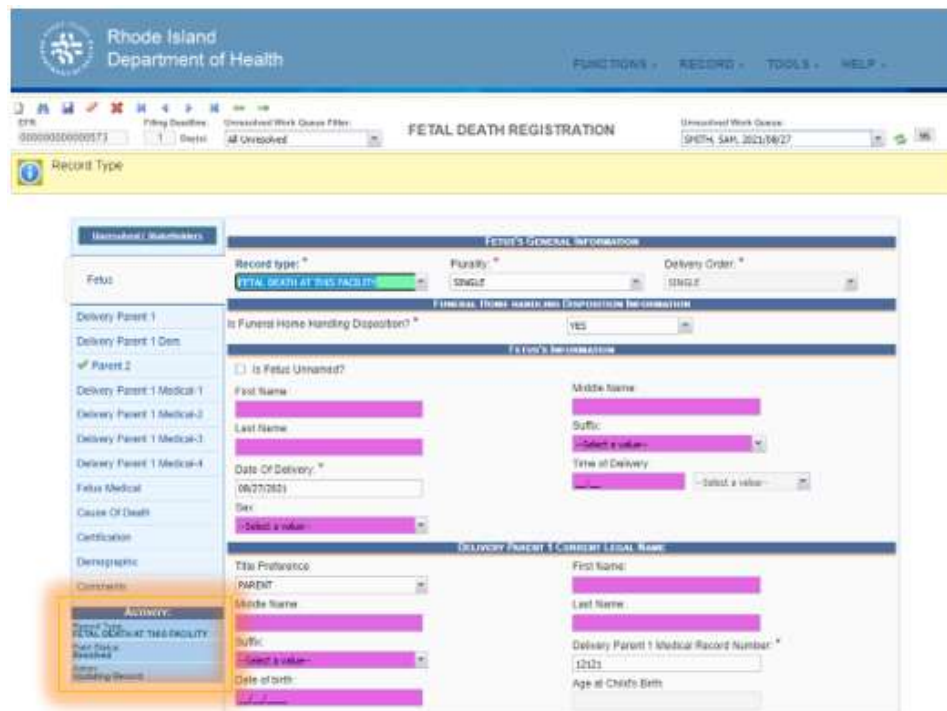 Rhode Island
Department of Health
FUNCTIONS RECORD TOOLS HELP
EFR: Filing Deadline: Unresolved Work Queue Filter: Unresolved Work Queue:
1 Day(s) All Unresolved FETAL DEATH REGISTRATION SMITH, SAM, 2021/08/27
Record Type
Unresolved / Stakeholders
FETUS'S GENERAL INFORMATION
Record type: * Plurality: * Delivery Order: *
Fetus
FETAL DEATH AT THIS FACILITY SINGLE SINGLE
FUNERAL HOME HANDLING DISPOSITION INFORMATION
Delivery Parent 1
Is Funeral Home Handling Disposition? * YES
Delivery Parent 1 Dem
FETUS'S INFORMATION
Parent 2
Is Fetus Unnamed?
Delivery Parent 1 Medical-1
First Name Middle Name
Delivery Parent 1 Medical-2
Last Name Suffix:
Delivery Parent 1 Medical-3
--Select a value--
Delivery Parent 1 Medical-4
Date Of Delivery: * Time of Delivery
Fetus Medical
08/27/2021 __/__ --Select a value--
Cause Of Death
Sex:
--Select a value--
Certification
DELIVERY PARENT 1 CURRENT LEGAL NAME
Demographic
Title Preference First Name:
Comments
PARENT
ACTIVITY:
Middle Name Last Name:
Record Type:
FETAL DEATH AT THIS FACILITY
Suffix: Delivery Parent 1 Medical Record Number: *
Resolved
--Select a value-- 12121
Updating Record
Date of birth: Age at Child's Birth
__/__/____